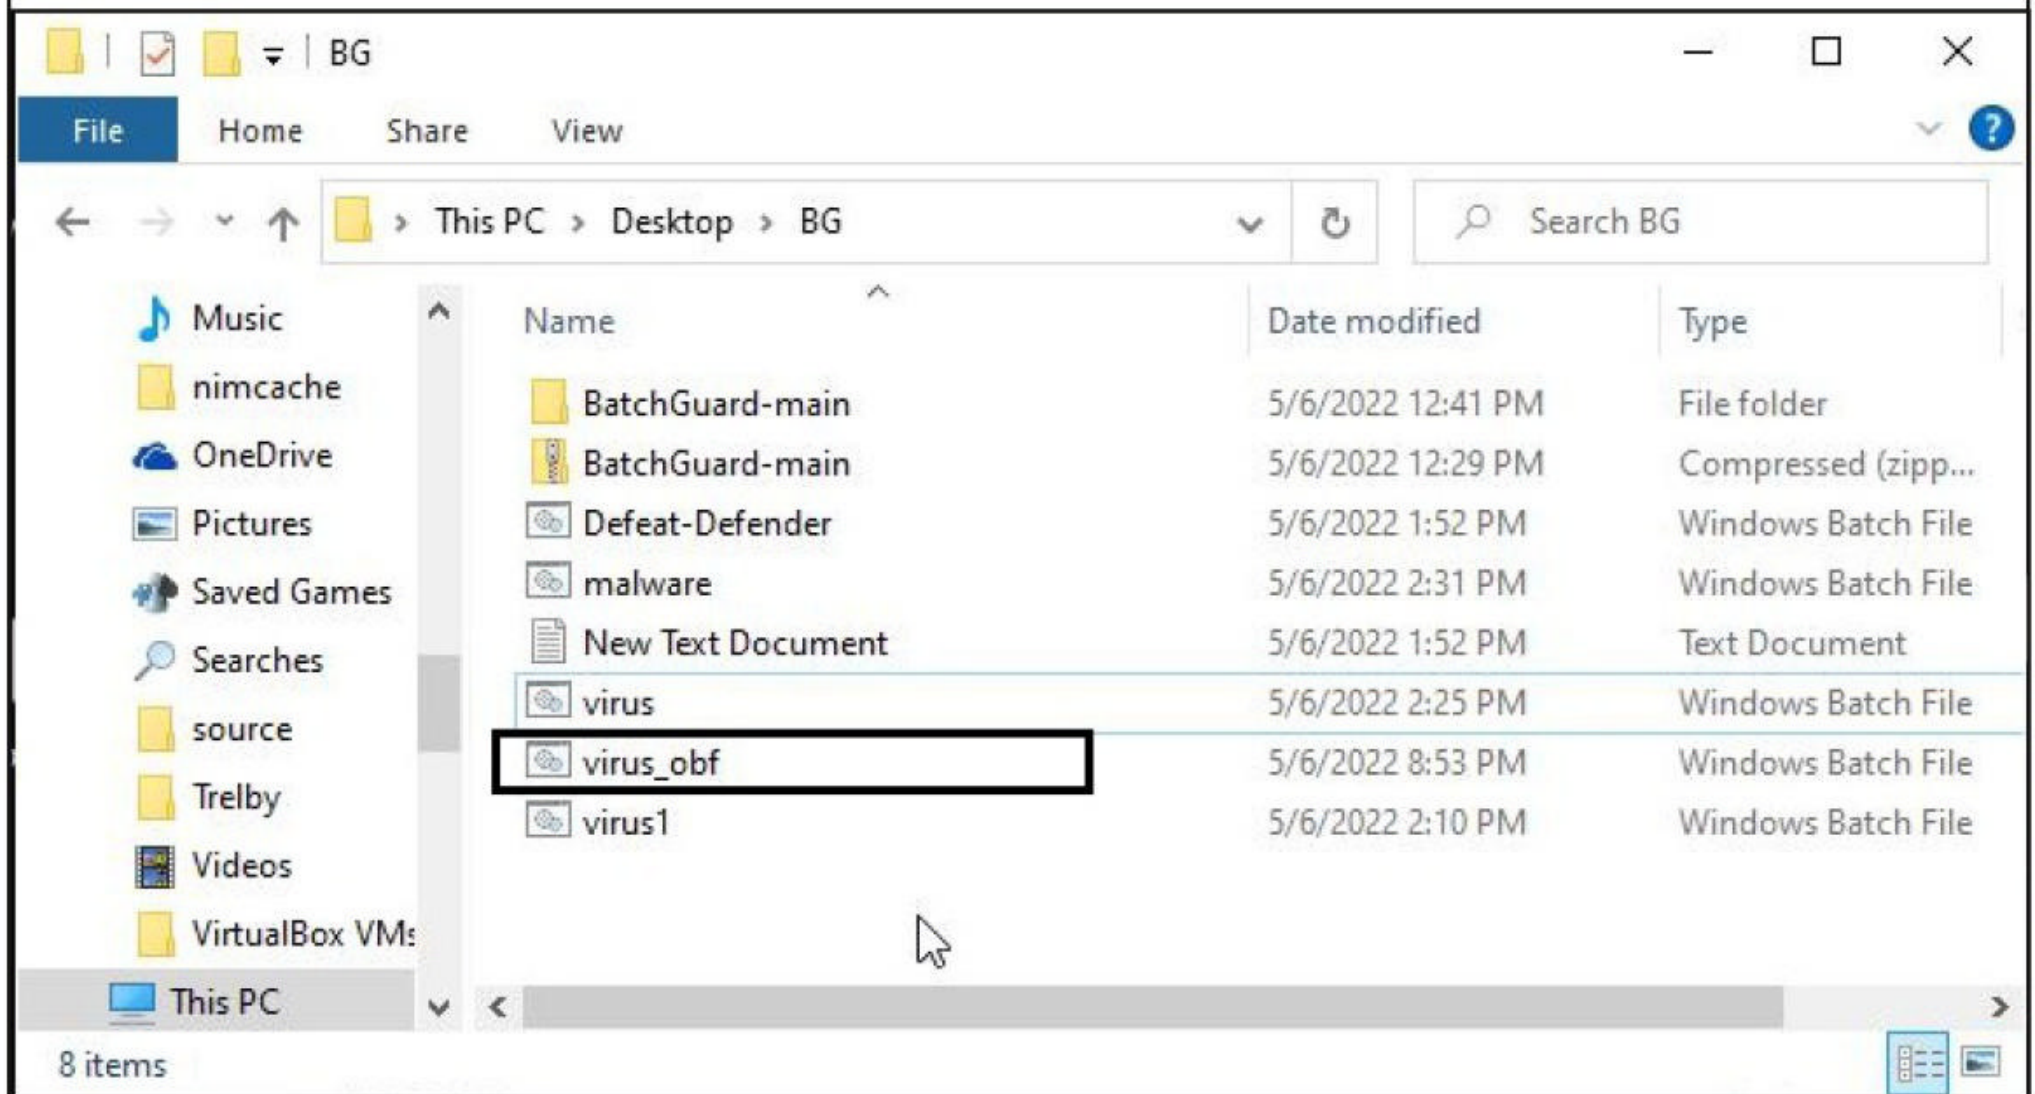 BG
File Home Share View ?
This PC > Desktop > BG Search BG
Name Date modified Type
Music
nimcache
OneDrive
Pictures
Saved Games
Searches
source
Trelby
Videos
VirtualBox VMs
This PC
BatchGuard-main 5/6/2022 12:41 PM File folder
BatchGuard-main 5/6/2022 12:29 PM Compressed (zipp...
Defeat-Defender 5/6/2022 1:52 PM Windows Batch File
malware 5/6/2022 2:31 PM Windows Batch File
New Text Document 5/6/2022 1:52 PM Text Document
virus 5/6/2022 2:25 PM Windows Batch File
virus_obf 5/6/2022 8:53 PM Windows Batch File
virus1 5/6/2022 2:10 PM Windows Batch File
8 items